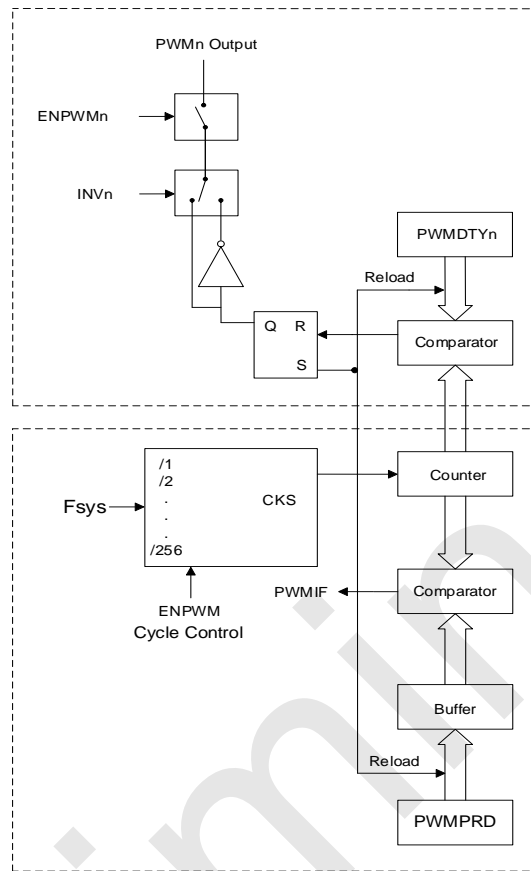 PWMn Output
ENPWMn
INVn
PWMDTYn
Reload
Q R
S
Comparator
/1
/2
.
.
.
/256
CKS
Fsys
Counter
ENPWM
Cycle Control
PWMIF
Comparator
Buffer
Reload
PWMPRD